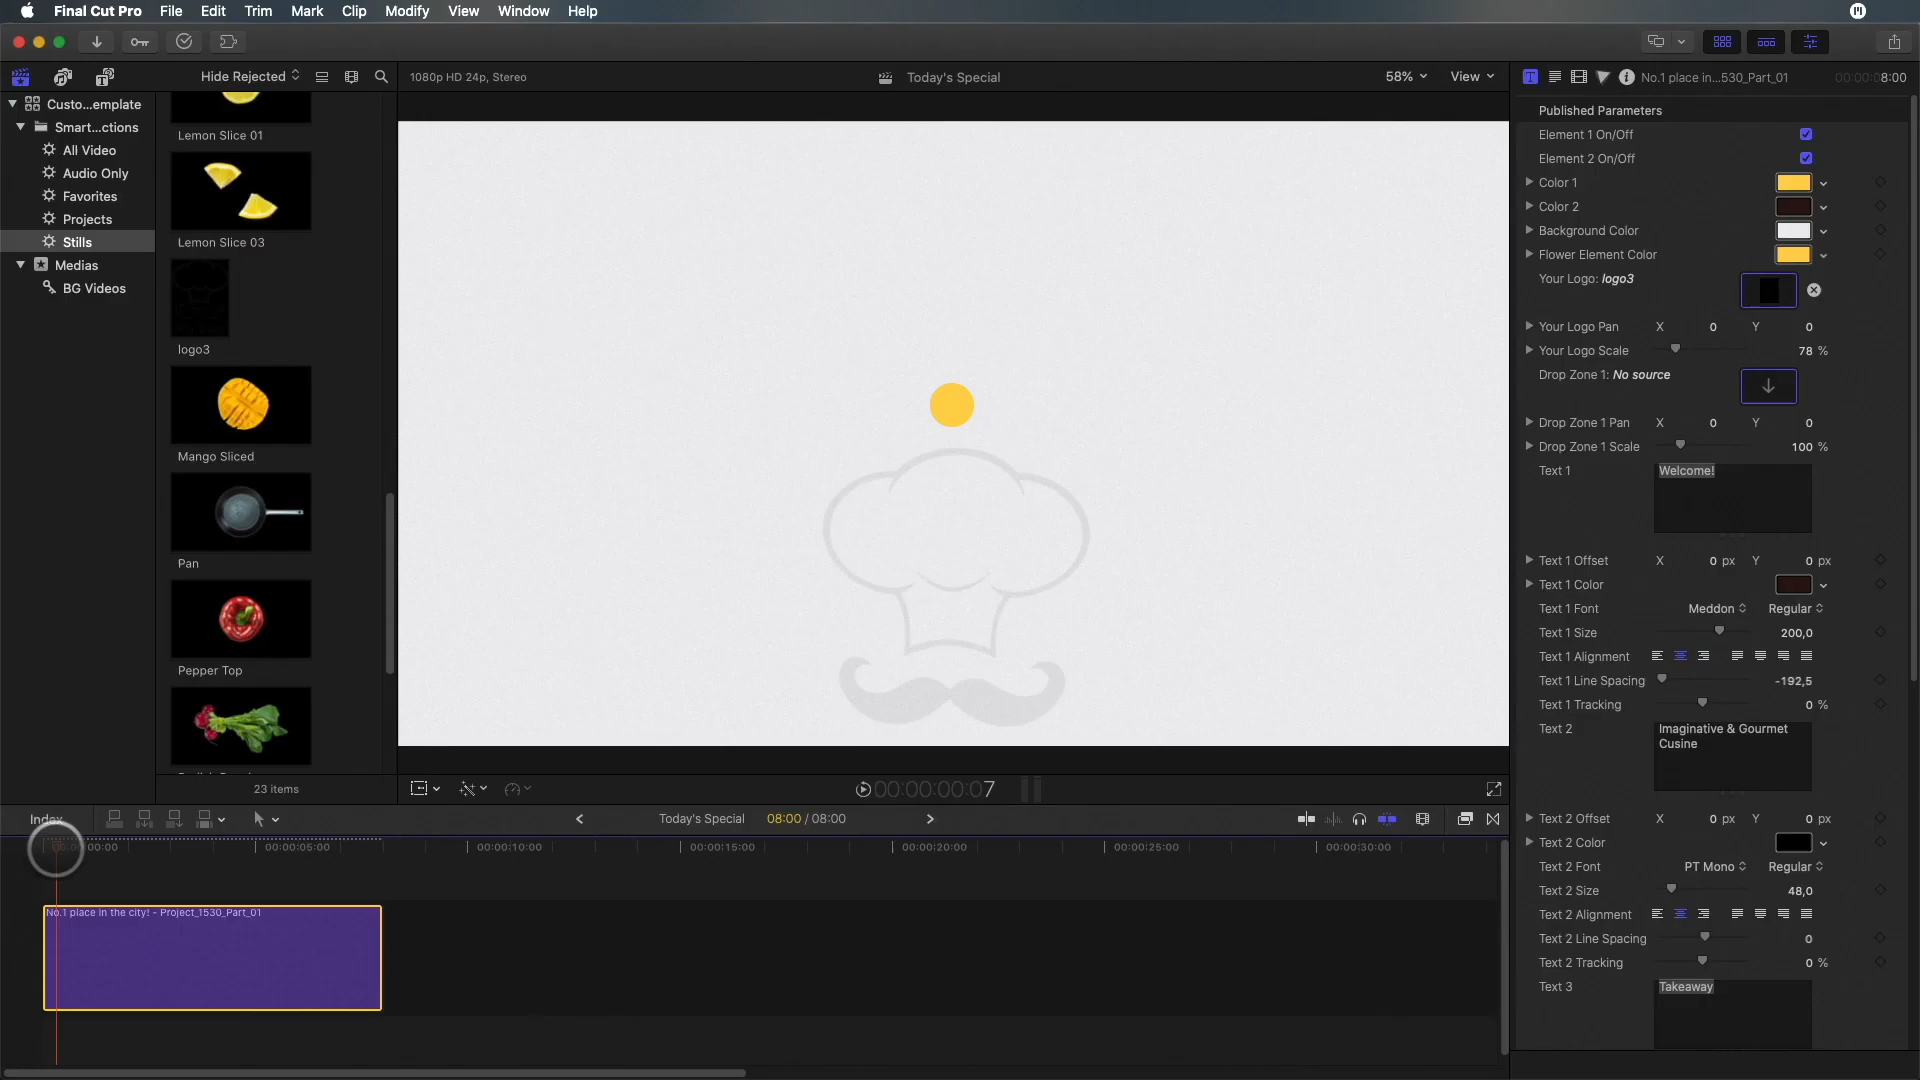 Final Cut Pro File Edit Trim Mark Clip Modify View Window Help
Hide Rejected
1080p HD 24p, Stereo
Today's Special
58%
View
No.1 place in...530_Part_01
00:00:08:00
Custo...emplate
Smart...ctions
All Video
Audio Only
Favorites
Projects
Stills
Medias
BG Videos
Lemon Slice 01
Lemon Slice 03
logo3
Mango Sliced
Pan
Pepper Top
23 items
00:00:00:07
Published Parameters
Element 1 On/Off
Element 2 On/Off
Color 1
Color 2
Background Color
Flower Element Color
Your Logo: logo3
Your Logo Pan X 0 Y 0
Your Logo Scale 78 %
Drop Zone 1: No source
Drop Zone 1 Pan X 0 Y 0
Drop Zone 1 Scale 100 %
Text 1 Welcome!
Text 1 Offset X 0 px Y 0 px
Text 1 Color
Text 1 Font Meddon Regular
Text 1 Size 200,0
Text 1 Alignment
Text 1 Line Spacing -192,5
Text 1 Tracking 0 %
Text 2 Imaginative & Gourmet
Cusine
Text 2 Offset X 0 px Y 0 px
Text 2 Color
Text 2 Font PT Mono Regular
Text 2 Size 48,0
Text 2 Alignment
Text 2 Line Spacing 0
Text 2 Tracking 0 %
Text 3 Takeaway
Index
Today's Special 08:00 / 08:00
00:00:05:00 00:00:10:00 00:00:15:00 00:00:20:00 00:00:25:00 00:00:30:00
No.1 place in the city! - Project_1530_Part_01